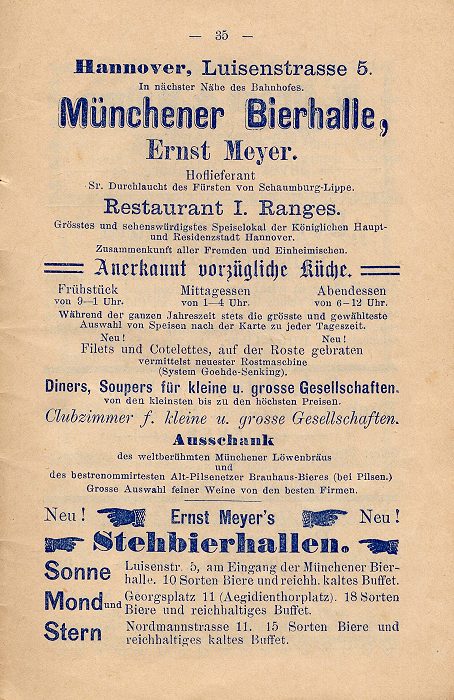 — 35 —
Hannover, Luisenstrasse 5.
In nächster Nähe des Bahnhofes.
Münchener Bierhalle,
Ernst Meyer.
Hoflieferant
Sr. Durchlaucht des Fürsten von Schaumburg-Lippe.
Restaurant I. Ranges.
Grösstes und sehenswürdigstes Speiselokal der Königlichen Haupt-
und Residenzstadt Hannover.
Zusammenkunft aller Fremden und Einheimischen.
Anerkannt vorzügliche Küche.
Frühstück Mittagessen Abendessen
von 9—1 Uhr. von 1—4 Uhr. von 6—12 Uhr.
Während der ganzen Jahreszeit stets die grösste und gewählteste
Auswahl von Speisen nach der Karte zu jeder Tageszeit.
Neu! Neu!
Filets und Cotelettes, auf der Roste gebraten
vermittelst neuester Rostmaschine
(System Goehde-Senking).
Diners, Soupers für kleine u. grosse Gesellschaften.
von den kleinsten bis zu den höchsten Preisen.
Clubzimmer f. kleine u. grosse Gesellschaften.
Ausschank
des weltberühmten Münchener Löwenbräus
und
des bestrenommirtesten Alt-Pilsenetzer Brauhaus-Bieres (bei Pilsen.)
Grosse Auswahl feiner Weine von den besten Firmen.
Neu! Ernst Meyer's Neu!
Stehbierhallen.
Sonne Luisenstr. 5, am Eingang der Münchener Bier-
halle. 10 Sorten Biere und reichh. kaltes Buffet.
Mond und Georgsplatz 11 (Aegidienthorplatz). 18 Sorten
Biere und reichhaltiges Buffet.
Stern Nordmannstrasse 11. 15 Sorten Biere und
reichhaltiges kaltes Buffet.